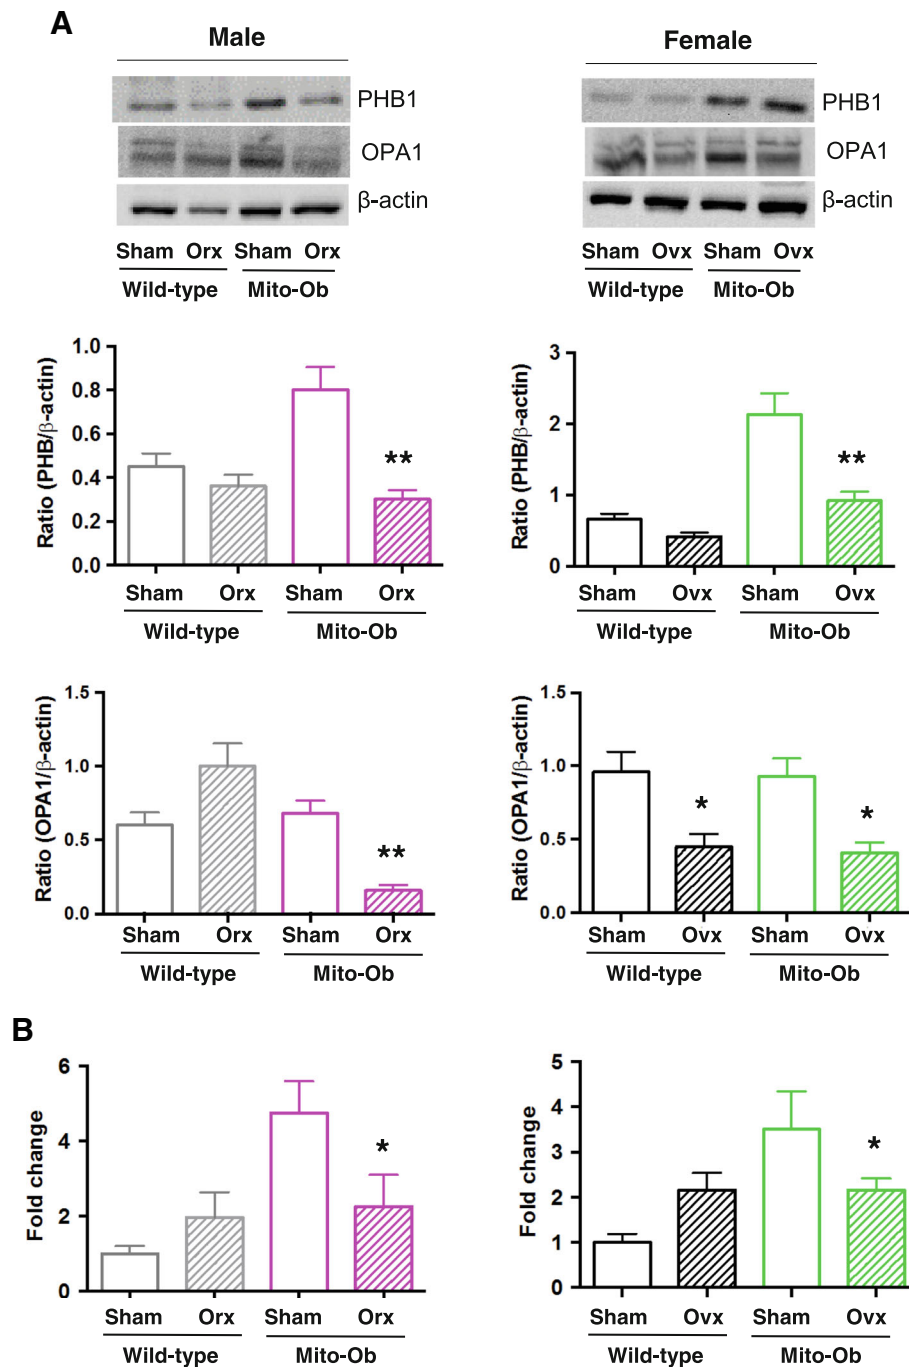 A
Male
Female
PHB1
OPA1
β-actin
PHB1
OPA1
β-actin
Sham Orx Sham Orx
Wild-type Mito-Ob
Sham Ovx Sham Ovx
Wild-type Mito-Ob
Ratio (PHB/β-actin)
1.0
0.8
0.6
0.4
0.2
0.0
**
Sham Orx Sham Orx
Wild-type Mito-Ob
Ratio (PHB/β-actin)
3
2
1
0
**
Sham Ovx Sham Ovx
Wild-type Mito-Ob
Ratio (OPA1/β-actin)
1.5
1.0
0.5
0.0
**
Sham Orx Sham Orx
Wild-type Mito-Ob
Ratio (OPA1/β-actin)
1.5
1.0
0.5
0.0
*
*
Sham Ovx Sham Ovx
Wild-type Mito-Ob
B
Fold change
6
4
2
0
*
Sham Orx Sham Orx
Wild-type Mito-Ob
Fold change
5
4
3
2
1
0
*
Sham Ovx Sham Ovx
Wild-type Mito-Ob